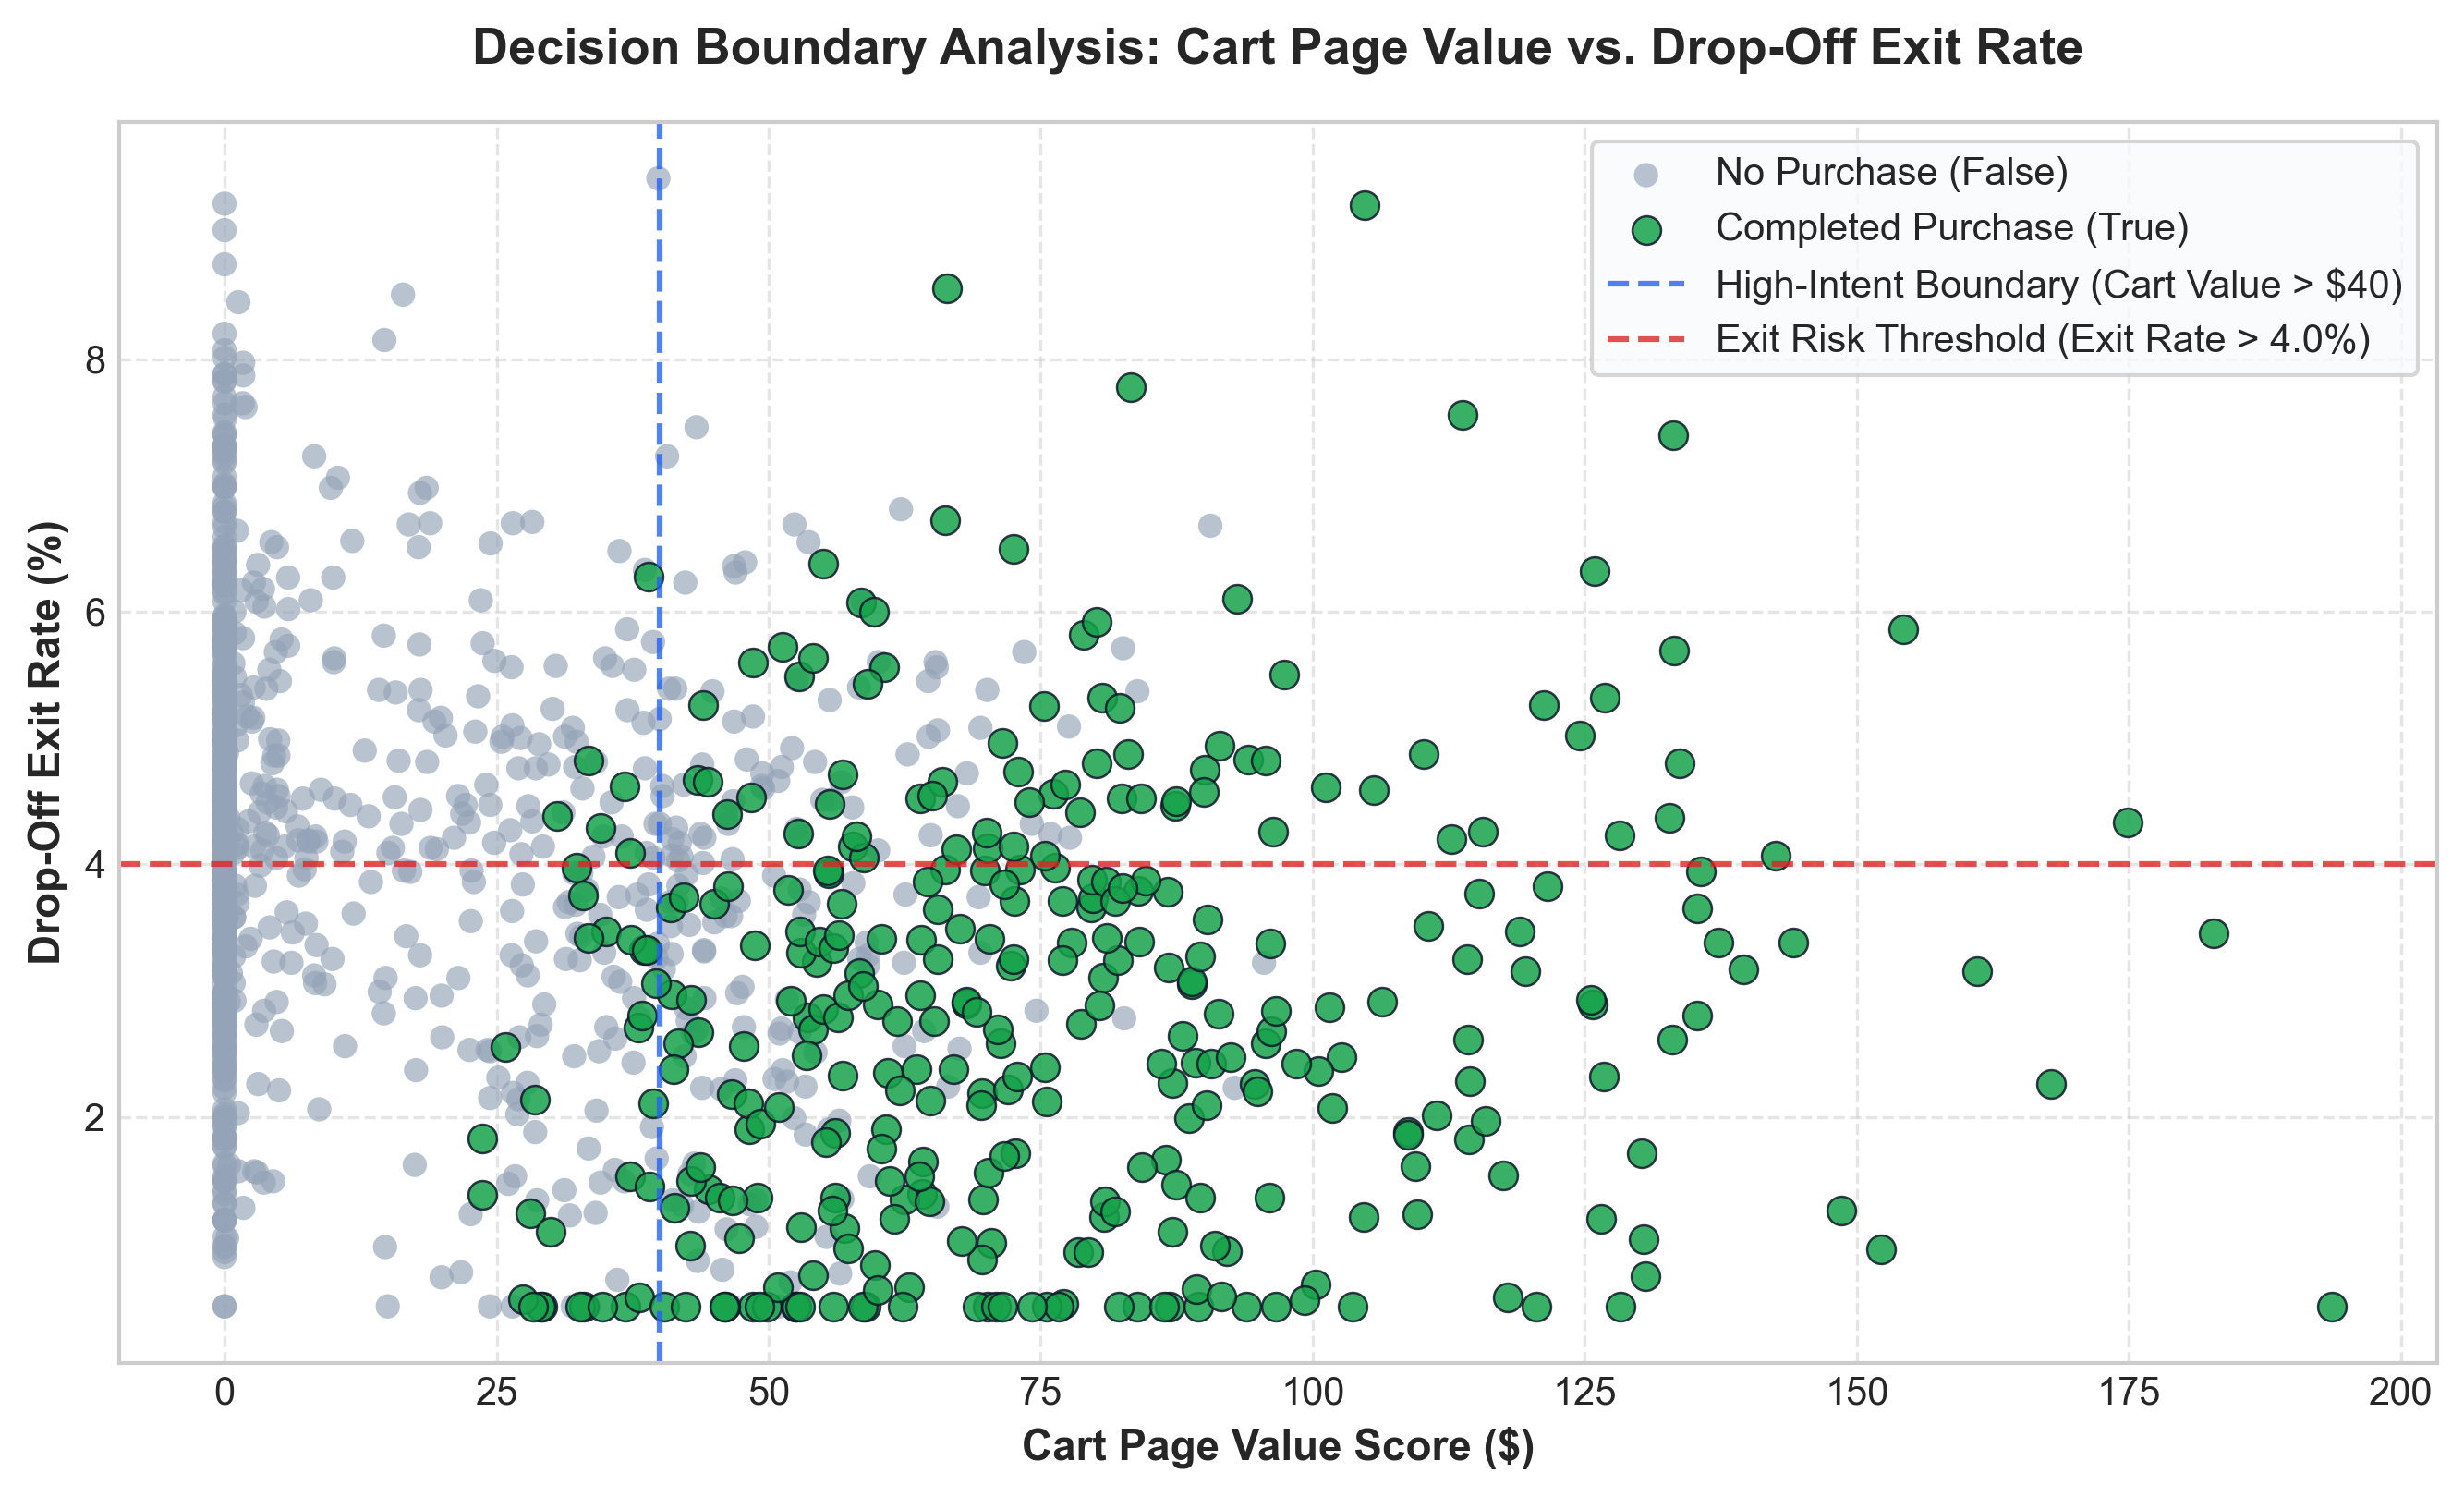 Decision Boundary Analysis: Cart Page Value vs. Drop-Off Exit Rate
No Purchase (False)
Completed Purchase (True)
High-Intent Boundary (Cart Value > $40)
Exit Risk Threshold (Exit Rate > 4.0%)
Drop-Off Exit Rate (%)
8
6
4
2
0 25 50 75 100 125 150 175 200
Cart Page Value Score ($)